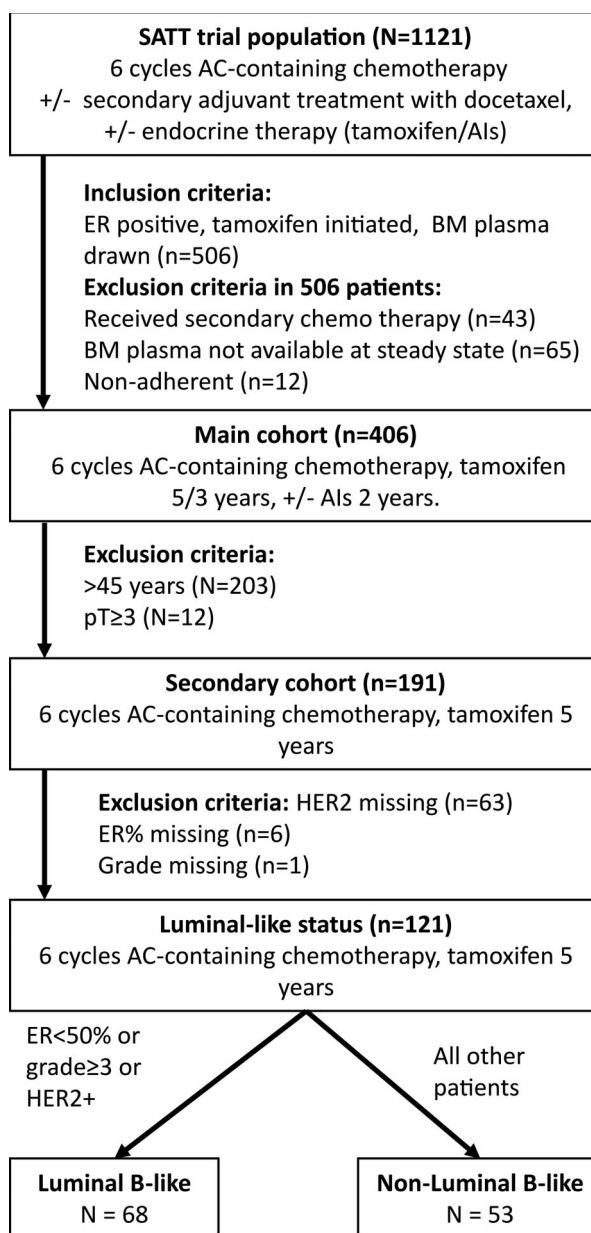 SATT trial population (N=1121)
6 cycles AC-containing chemotherapy
+/- secondary adjuvant treatment with docetaxel,
+/- endocrine therapy (tamoxifen/AIs)
Inclusion criteria:
ER positive, tamoxifen initiated, BM plasma
drawn (n=506)
Exclusion criteria in 506 patients:
Received secondary chemo therapy (n=43)
BM plasma not available at steady state (n=65)
Non-adherent (n=12)
Main cohort (n=406)
6 cycles AC-containing chemotherapy, tamoxifen
5/3 years, +/- AIs 2 years.
Exclusion criteria:
>45 years (N=203)
pT≥3 (N=12)
Secondary cohort (n=191)
6 cycles AC-containing chemotherapy, tamoxifen 5
years
Exclusion criteria: HER2 missing (n=63)
ER% missing (n=6)
Grade missing (n=1)
Luminal-like status (n=121)
6 cycles AC-containing chemotherapy, tamoxifen 5
years
ER<50% or
grade≥3 or
HER2+
All other
patients
Luminal B-like
N = 68
Non-Luminal B-like
N = 53